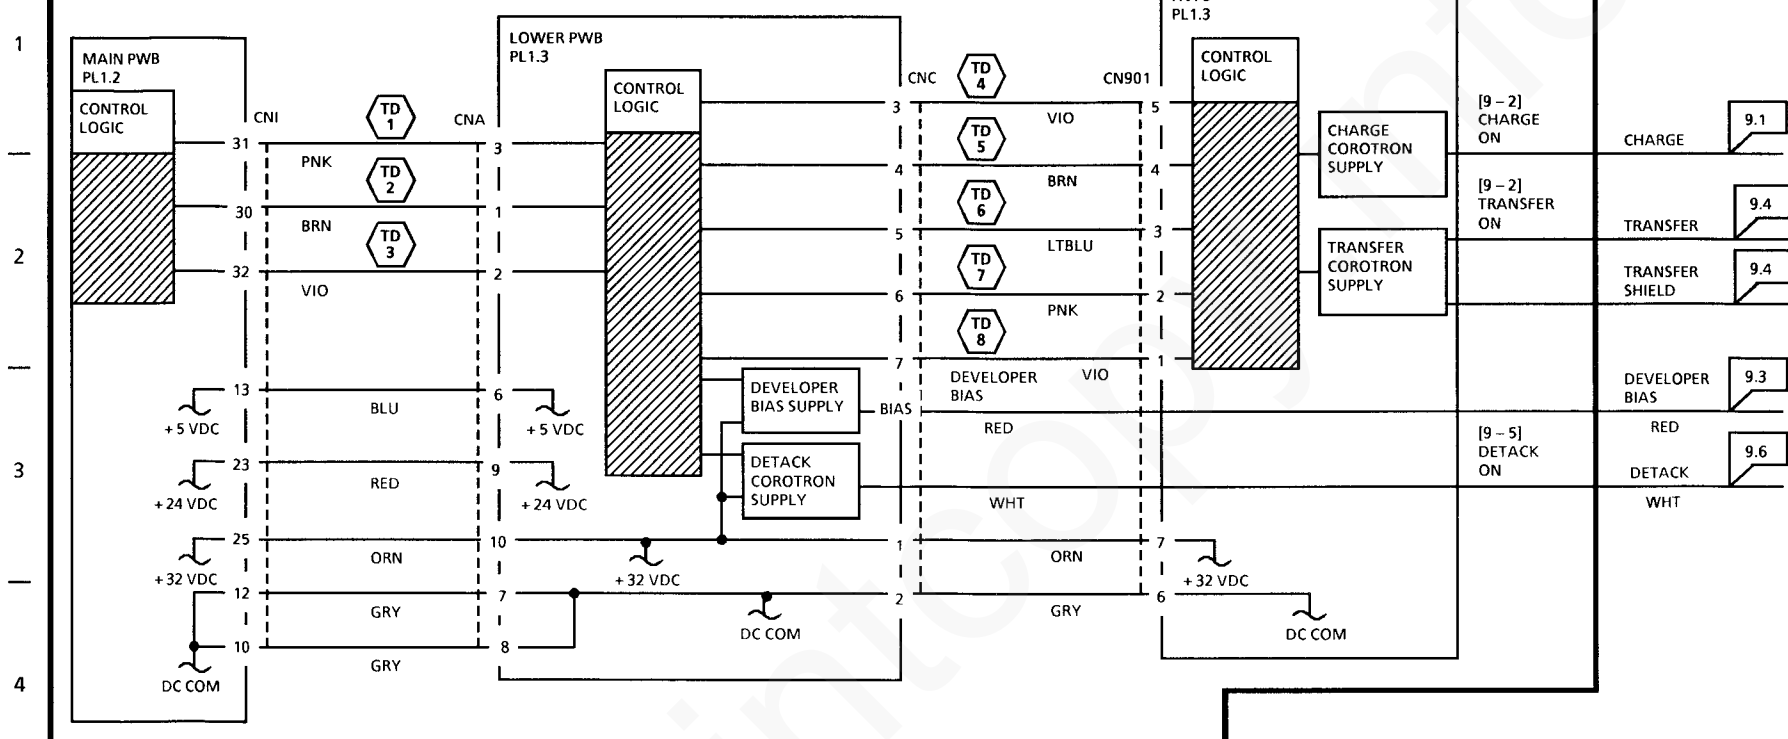 1
2
3
4
MAIN PWB
PL1.2
CONTROL
LOGIC
CNI
31
30
32
13
23
25
12
10
+ 5 VDC
+ 24 VDC
+ 32 VDC
DC COM
TD
1
PNK
TD
2
BRN
TD
3
VIO
BLU
RED
ORN
GRY
GRY
CNA
3
1
2
6
9
10
7
8
LOWER PWB
PL1.3
CONTROL
LOGIC
+ 5 VDC
+ 24 VDC
+ 32 VDC
DC COM
DEVELOPER
BIAS SUPPLY
DETACK
COROTRON
SUPPLY
CNC
3
4
5
6
7
BIAS
1
2
TD
4
VIO
TD
5
BRN
TD
6
LTBLU
TD
7
PNK
TD
8
VIO
DEVELOPER
BIAS
RED
WHT
ORN
GRY
CN901
5
4
3
2
1
7
6
PL1.3
CONTROL
LOGIC
CHARGE
COROTRON
SUPPLY
TRANSFER
COROTRON
SUPPLY
+ 32 VDC
DC COM
[9 – 2]
CHARGE
ON
[9 – 2]
TRANSFER
ON
[9 – 5]
DETACK
ON
CHARGE
9.1
TRANSFER
9.4
TRANSFER
SHIELD
9.4
DEVELOPER
BIAS
9.3
RED
DETACK
9.6
WHT